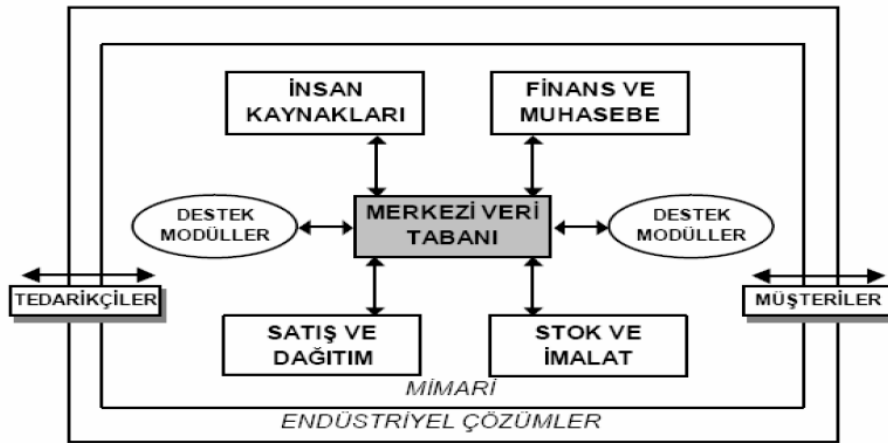 İNSAN
KAYNAKLARI
FİNANS VE
MUHASEBE
DESTEK
MODÜLLER
MERKEZİ VERİ
TABANI
DESTEK
MODÜLLER
TEDARİKÇİLER
MÜŞTERİLER
SATIŞ VE
DAĞITIM
STOK VE
İMALAT
MİMARİ
ENDÜSTRİYEL ÇÖZÜMLER